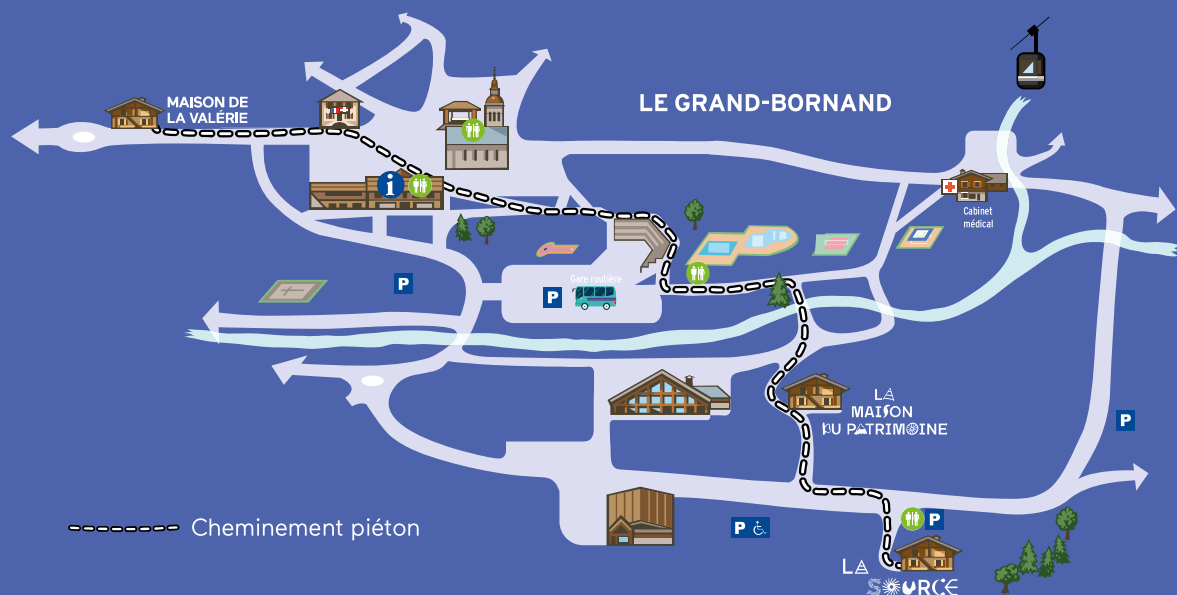 MAISON DE
LA VALÉRIE
LE GRAND-BORNAND
i
Cabinet
médical
Gare routière
P
P
LA
MAISON
DU PATRIMOINE
P
Cheminement piéton
P
P
LA
SOURCE